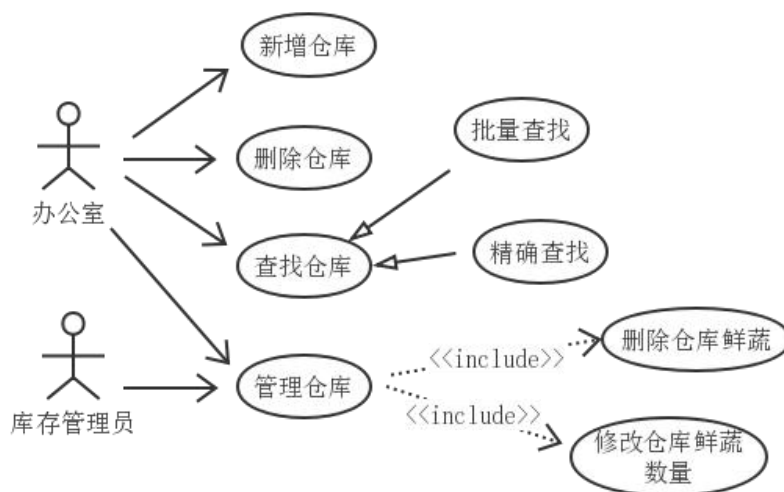 新增仓库
批量查找
删除仓库
办公室
查找仓库
精确查找
删除仓库鲜蔬
<<include>>
管理仓库
<<include>>
库存管理员
修改仓库鲜蔬
数量